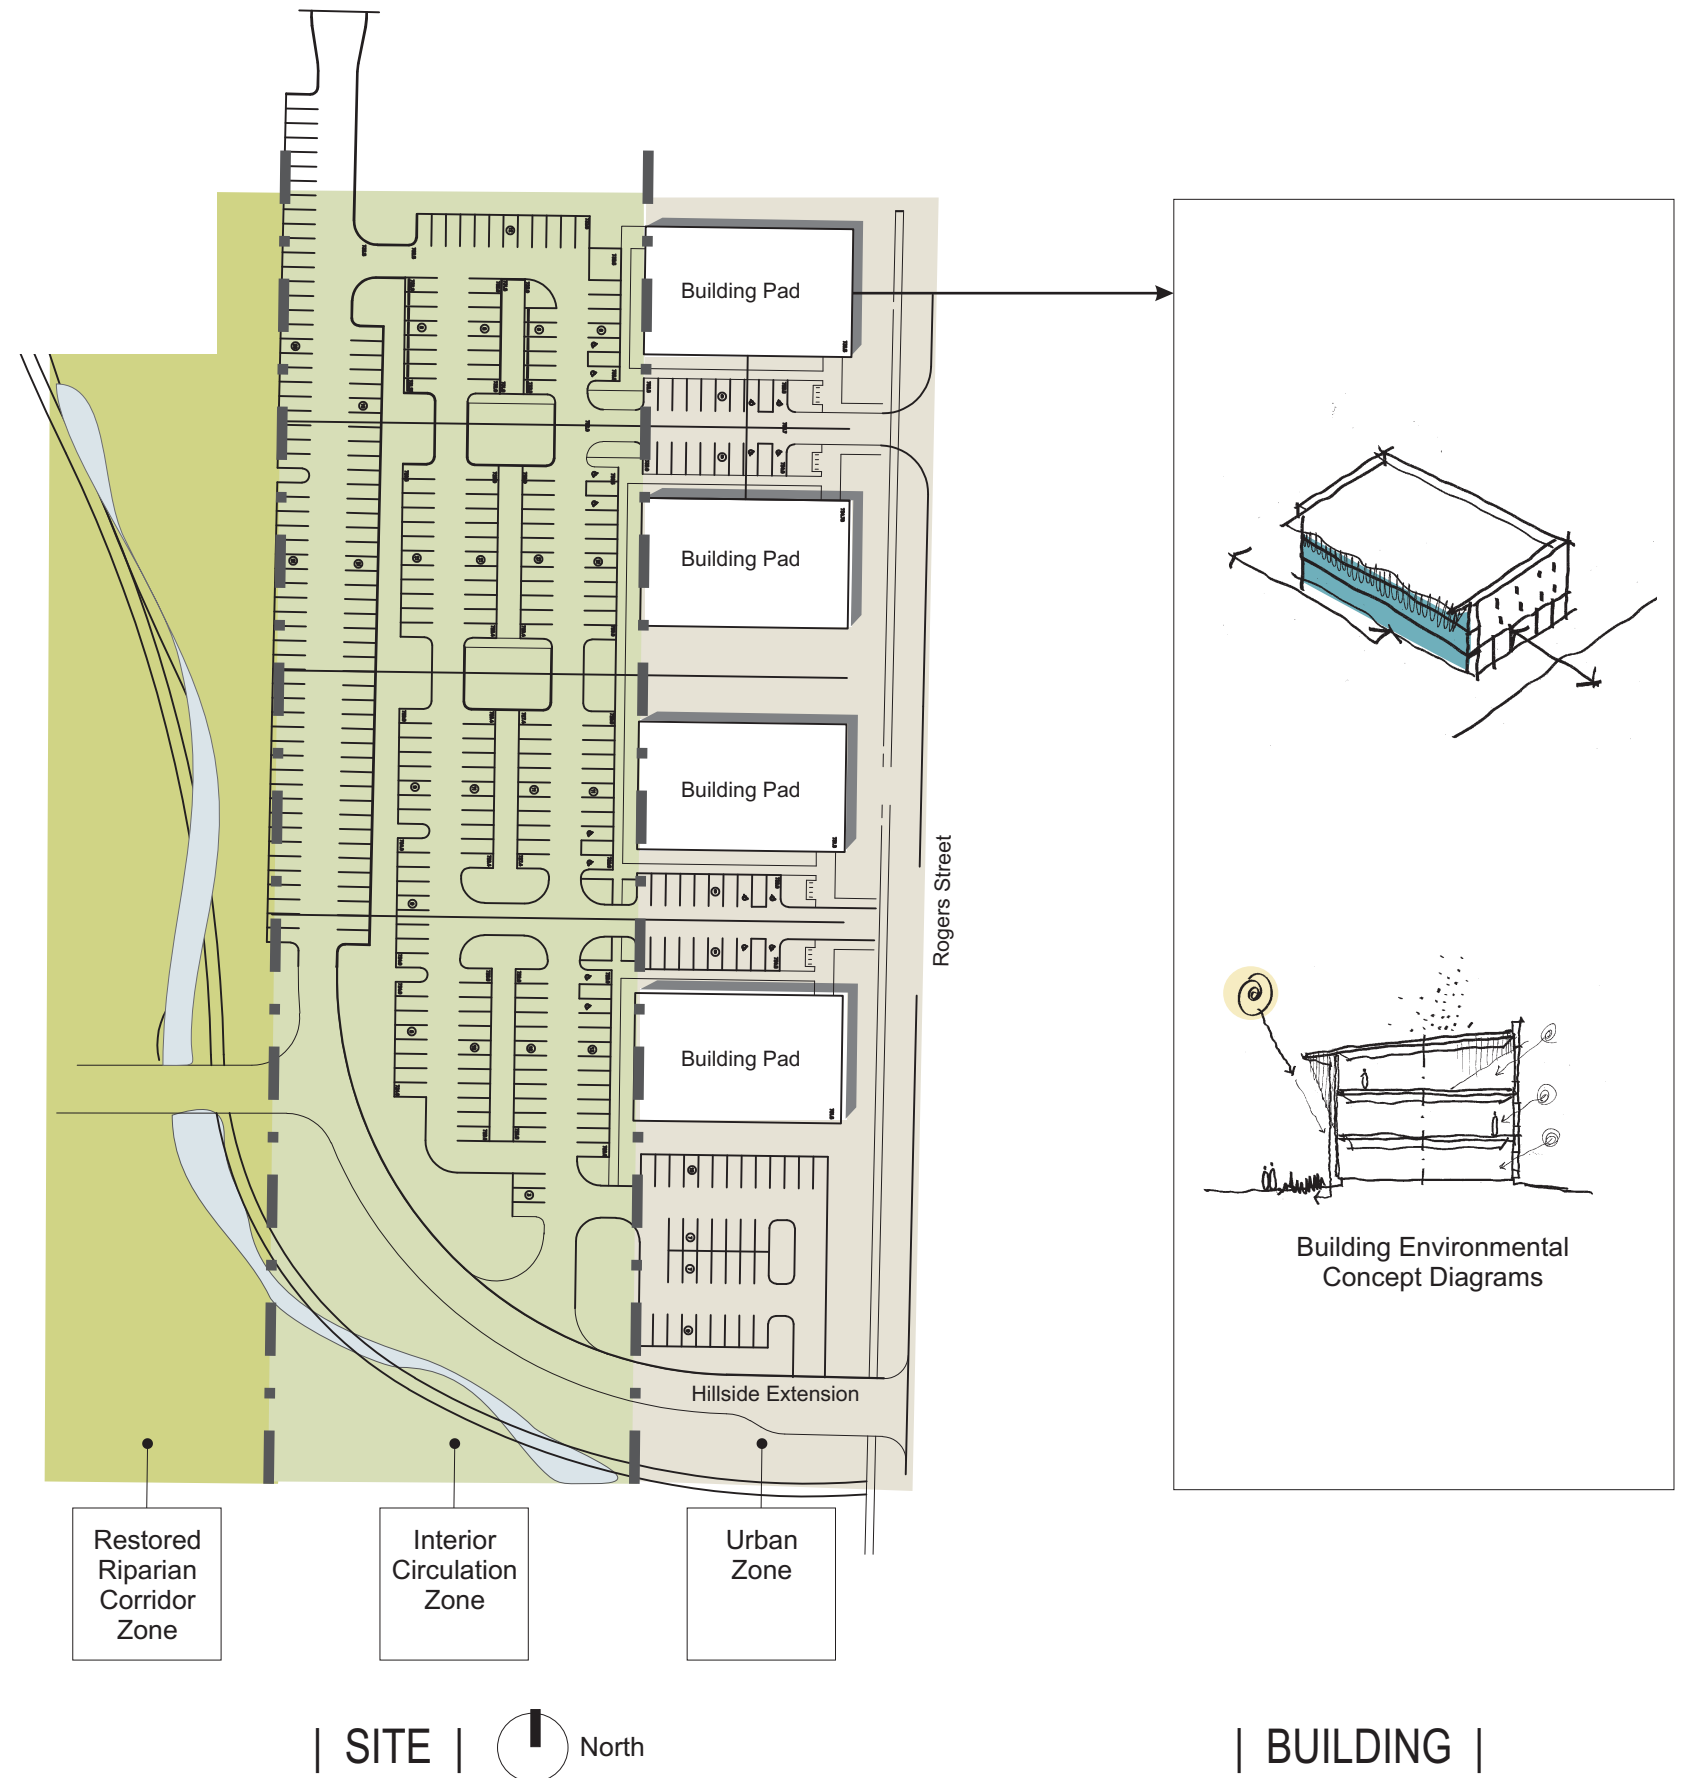 Building Pad
Building Pad
Building Pad
Building Pad
Rogers Street
Hillside Extension
Restored
Riparian
Corridor
Zone
Interior
Circulation
Zone
Urban
Zone
Building Environmental
Concept Diagrams
| SITE |
North
| BUILDING |